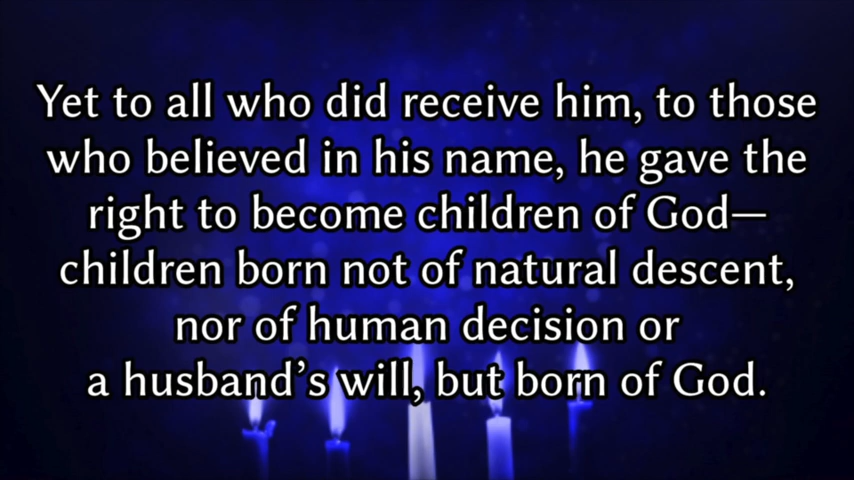 Yet to all who did receive him, to those
who believed in his name, he gave the
right to become children of God—
children born not of natural descent,
nor of human decision or
a husband’s will, but born of God.